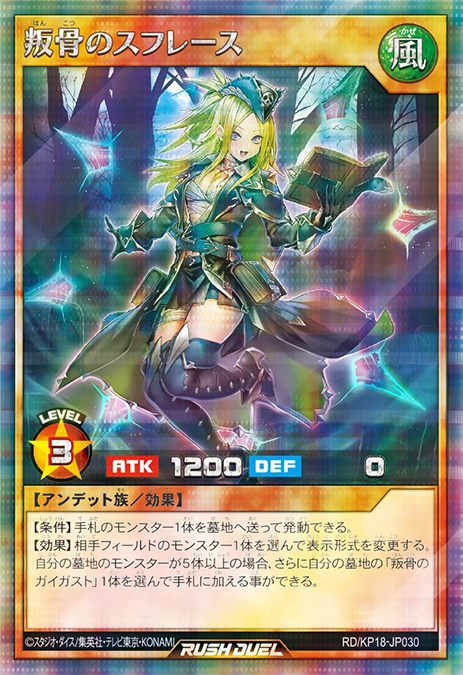 はん こつ
叛骨のスフレース
かぜ
風
LEVEL
3
ATK 1200 DEF 0
【アンデット族/効果】
【条件】手札のモンスター1体を墓地へ送って発動できる。
【効果】相手フィールドのモンスター1体を選んで表示形式を変更する。
自分の墓地のモンスターが5体以上の場合、さらに自分の墓地の「叛骨の
ガイガスト」1体を選んで手札に加える事ができる。
©スタジオ・ダイス/集英社・テレビ東京・KONAMI
RUSH DUEL
RD/KP18-JP030